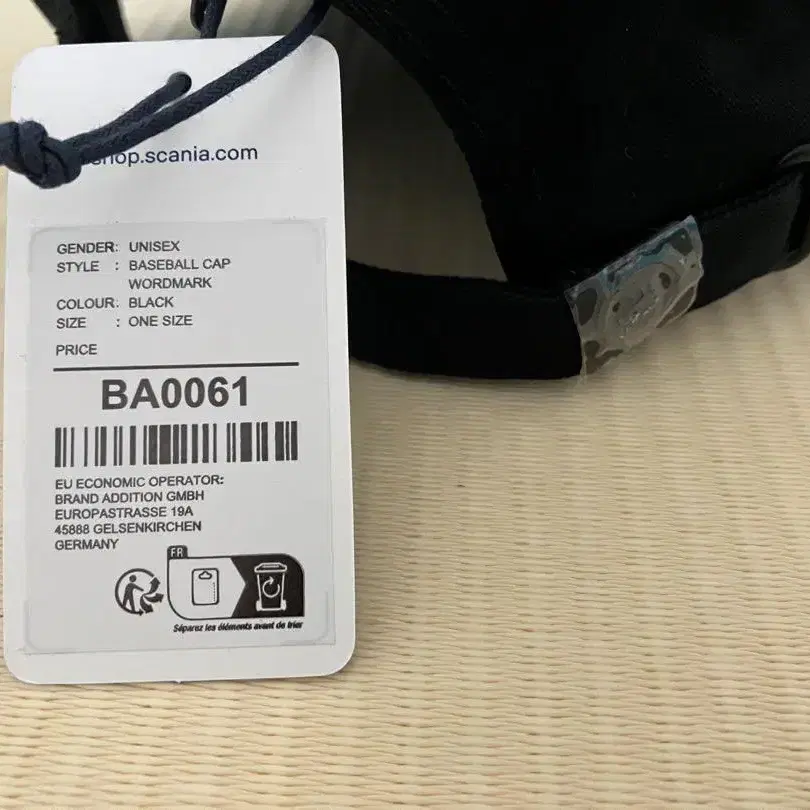 shop.scania.com
GENDER: UNISEX
STYLE : BASEBALL CAP
WORDMARK
COLOUR: BLACK
SIZE : ONE SIZE
PRICE
BA0061
EU ECONOMIC OPERATOR:
BRAND ADDITION GMBH
EUROPASTRASSE 19A
45888 GELSENKIRCHEN
GERMANY
FR
Séparez les éléments avant de trier